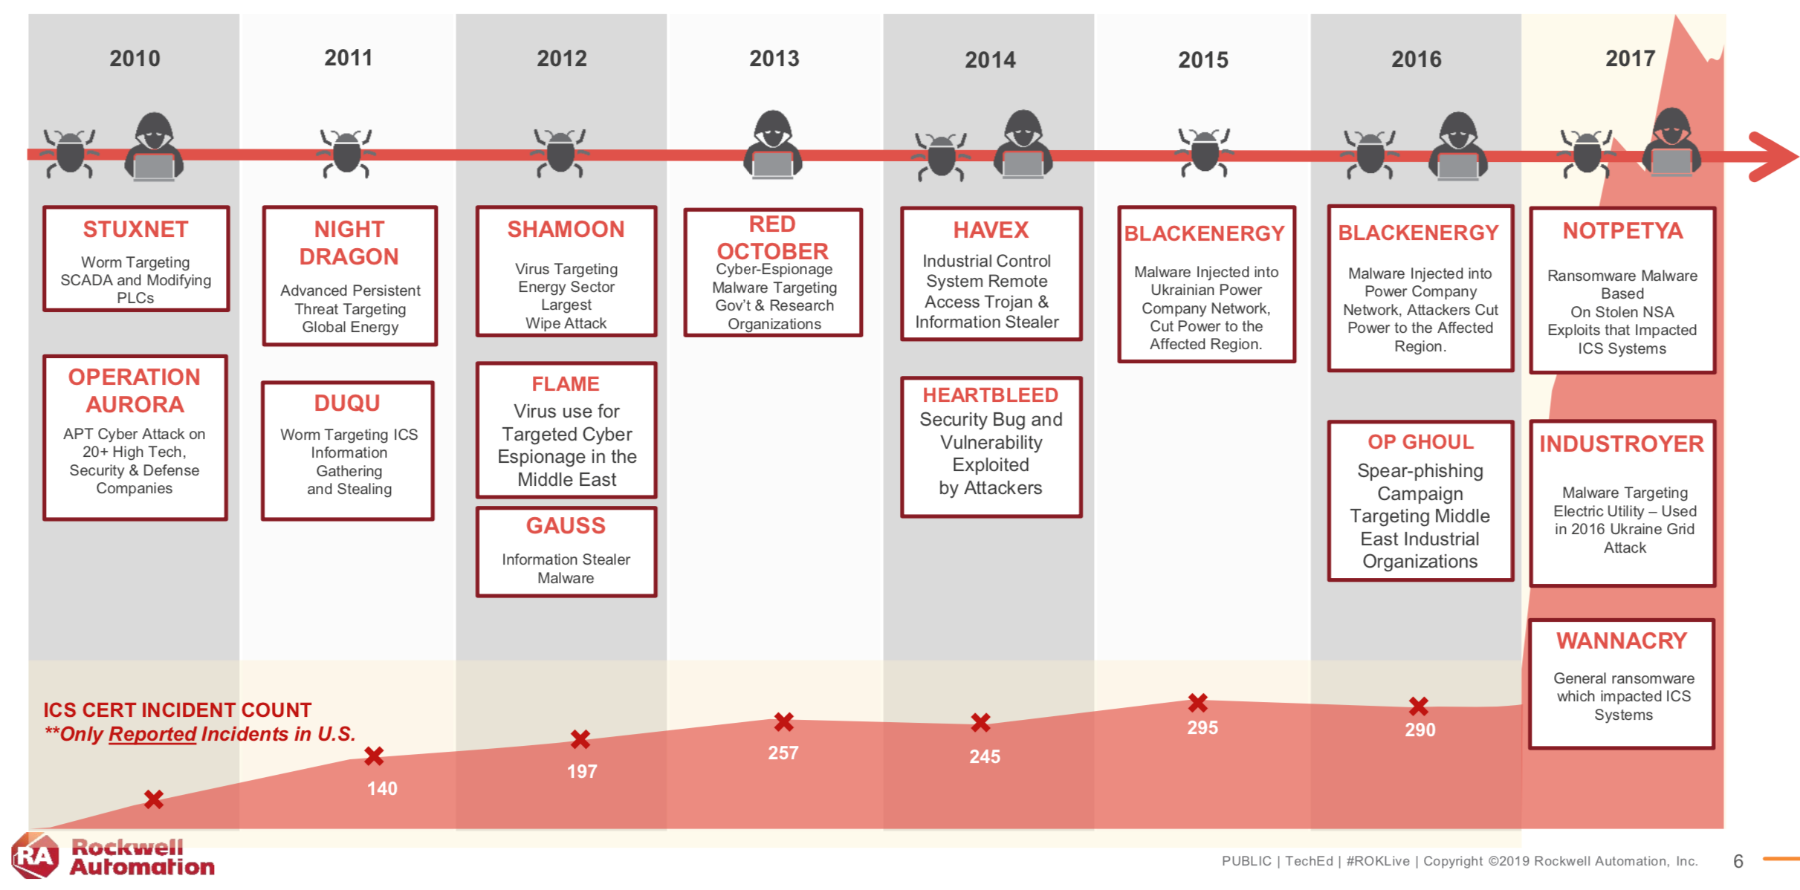 2010
2011
2012
2013
2014
2015
2016
2017
STUXNET
Worm Targeting
SCADA and Modifying
PLCs
OPERATION
AURORA
APT Cyber Attack on
20+ High Tech,
Security & Defense
Companies
NIGHT
DRAGON
Advanced Persistent
Threat Targeting
Global Energy
DUQU
Worm Targeting ICS
Information
Gathering
and Stealing
SHAMOON
Virus Targeting
Energy Sector
Largest
Wipe Attack
FLAME
Virus use for
Targeted Cyber
Espionage in the
Middle East
GAUSS
Information Stealer
Malware
RED
OCTOBER
Cyber-Espionage
Malware Targeting
Gov't & Research
Organizations
HAVEX
Industrial Control
System Remote
Access Trojan &
Information Stealer
HEARTBLEED
Security Bug and
Vulnerability
Exploited
by Attackers
BLACKENERGY
Malware Injected into
Ukrainian Power
Company Network,
Cut Power to the
Affected Region.
BLACKENERGY
Malware Injected into
Power Company
Network, Attackers Cut
Power to the Affected
Region.
OP GHOUL
Spear-phishing
Campaign
Targeting Middle
East Industrial
Organizations
NOTPETYA
Ransomware Malware
Based
On Stolen NSA
Exploits that Impacted
ICS Systems
INDUSTROYER
Malware Targeting
Electric Utility – Used
in 2016 Ukraine Grid
Attack
WANNACRY
General ransomware
which impacted ICS
Systems
ICS CERT INCIDENT COUNT
**Only Reported Incidents in U.S.
140
197
257
245
295
290
RA
Rockwell
Automation
PUBLIC | TechEd | #ROKLive | Copyright ©2019 Rockwell Automation, Inc.
6